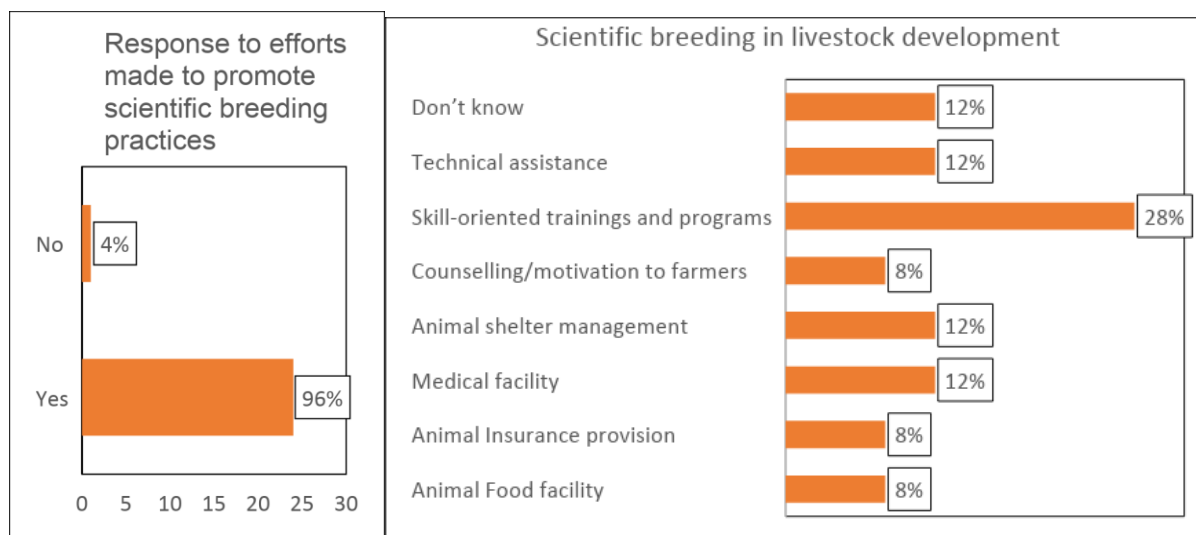 Response to efforts
made to promote
scientific breeding
practices
No
4%
Yes
96%
0 5 10 15 20 25 30
Scientific breeding in livestock development
Don’t know 12%
Technical assistance 12%
Skill-oriented trainings and programs 28%
Counselling/motivation to farmers 8%
Animal shelter management 12%
Medical facility 12%
Animal Insurance provision 8%
Animal Food facility 8%